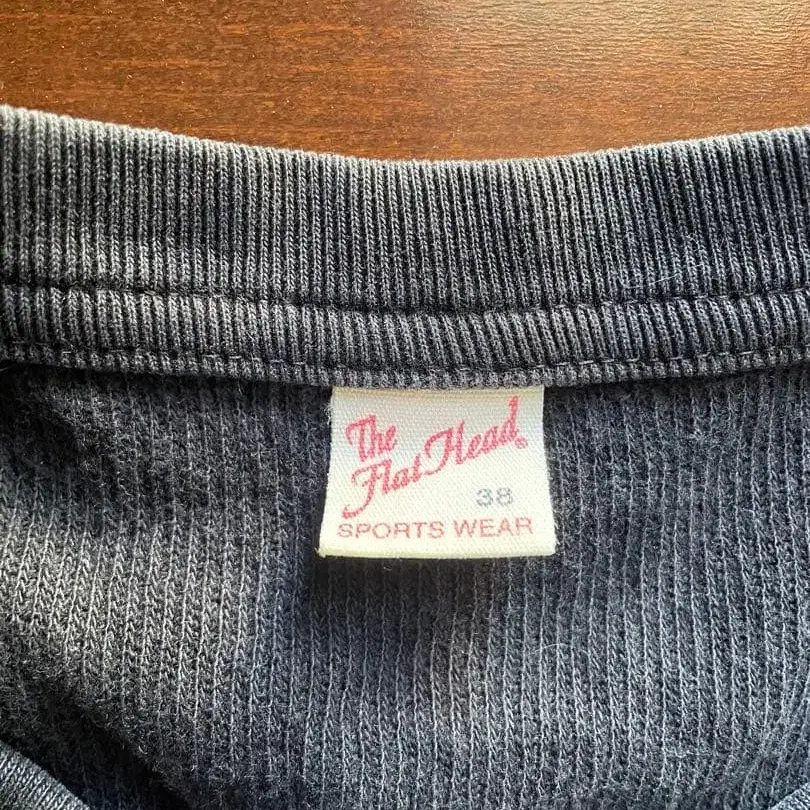 The
Flat Head®
38
SPORTS WEAR